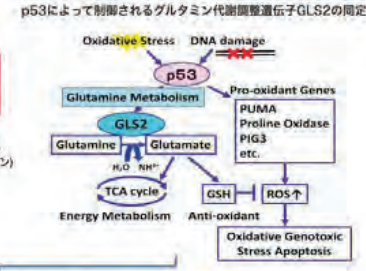 p53によって制御されるグルタミン代謝調整遺伝子GLS2の同定
Oxidative Stress
DNA damage
p53
Glutamine Metabolism
Pro-oxidant Genes
GLS2
PUMA
Proline Oxidase
PIG3
etc.
Glutamine
Glutamate
H₂O
NH³⁺
TCA cycle
GSH
ROS↑
Energy Metabolism
Anti-oxidant
Oxidative Genotoxic
Stress Apoptosis
ン)